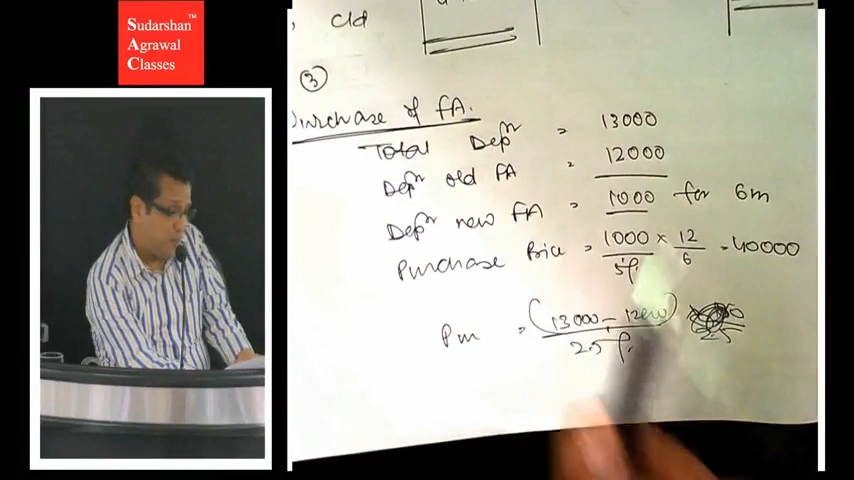 Sudarshan™
Agrawal
Classes
, Cld
③
Purchase of FA.
Total Depn = 13000
Depn old FA = 12000
Depn new FA = 1000 for 6m
Purchase Price = 1000/5% × 12/6 = 40000
Pm = (13000 - 12000)/2.5%